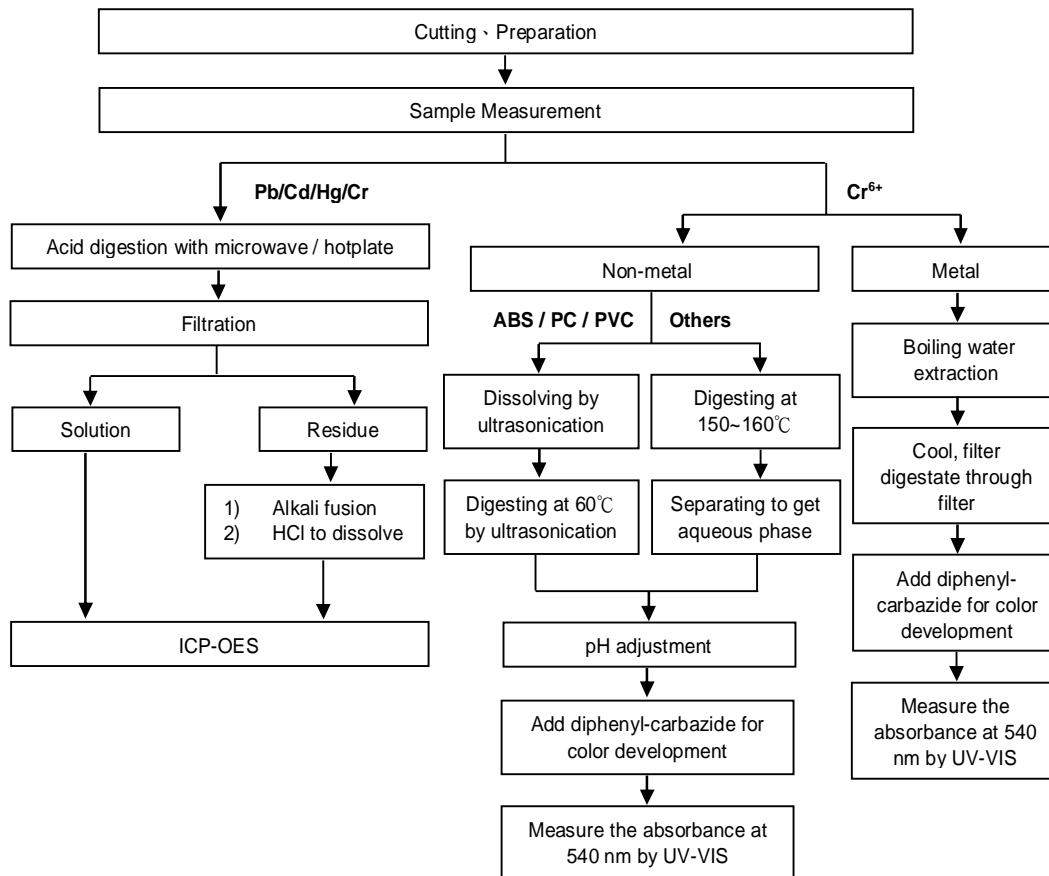 Cutting、Preparation
Sample Measurement
Pb/Cd/Hg/Cr
Cr⁶⁺
Acid digestion with microwave / hotplate
Filtration
Solution
Residue
1) Alkali fusion
2) HCl to dissolve
ICP-OES
Non-metal
ABS / PC / PVC
Others
Dissolving by
ultrasonication
Digesting at 60℃
by ultrasonication
Digesting at
150~160℃
Separating to get
aqueous phase
pH adjustment
Add diphenyl-carbazide for
color development
Measure the absorbance at
540 nm by UV-VIS
Metal
Boiling water
extraction
Cool, filter
digestate through
filter
Add diphenyl-
carbazide for color
development
Measure the
absorbance at 540
nm by UV-VIS